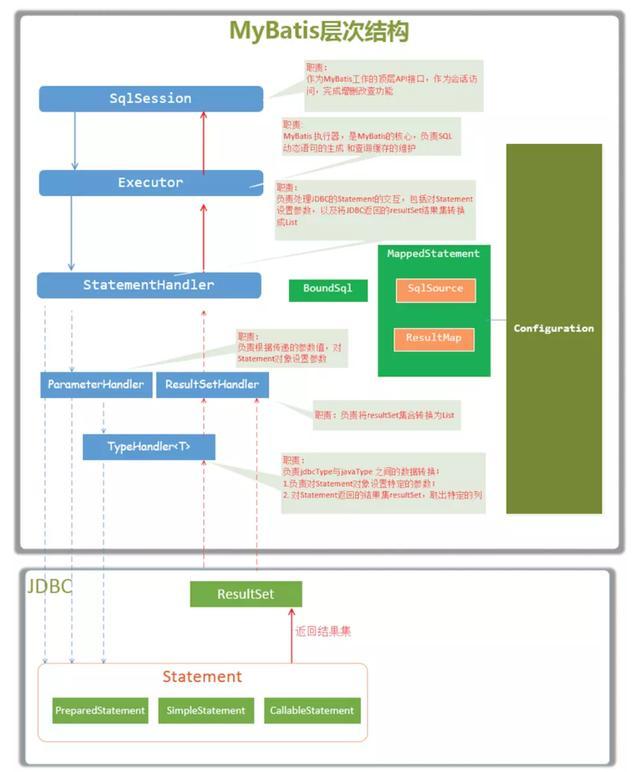 MyBatis层次结构
职责：
作为MyBatis工作的顶层API接口，作为会话访
问，完成增删改查功能
SqlSession
职责：
MyBatis 执行器，是MyBatis的核心，负责SQL
动态语句的生成 和查询缓存的维护
Executor
职责：
负责处理JDBC的Statement的交互，包括对Statement
设置参数，以及将JDBC返回的resultSet结果集转换
成List
StatementHandler
BoundSql
MappedStatement
SqlSource
ResultMap
Configuration
职责：
负责根据传递的参数值，对
Statement对象设置参数
ParameterHandler
ResultSetHandler
职责：负责将resultSet集合转换为List
TypeHandler<T>
职责：
负责jdbcType与javaType 之间的数据转换：
1.负责对Statement对象设置特定的参数；
2. 对Statement返回的结果集resultSet，取出特定的列
JDBC
ResultSet
返回结果集
Statement
PreparedStatement
SimpleStatement
CallableStatement